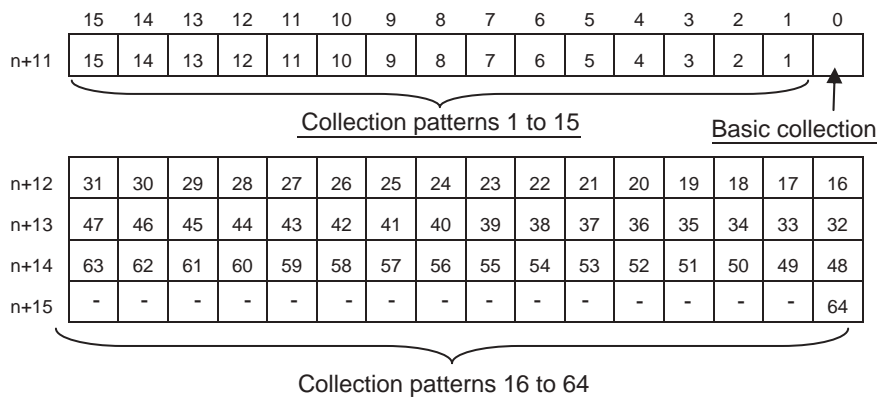 15 14 13 12 11 10 9 8 7 6 5 4 3 2 1 0
n+11 15 14 13 12 11 10 9 8 7 6 5 4 3 2 1
Collection patterns 1 to 15
Basic collection
n+12 31 30 29 28 27 26 25 24 23 22 21 20 19 18 17 16
n+13 47 46 45 44 43 42 41 40 39 38 37 36 35 34 33 32
n+14 63 62 61 60 59 58 57 56 55 54 53 52 51 50 49 48
n+15 - - - - - - - - - - - - - - - 64
Collection patterns 16 to 64